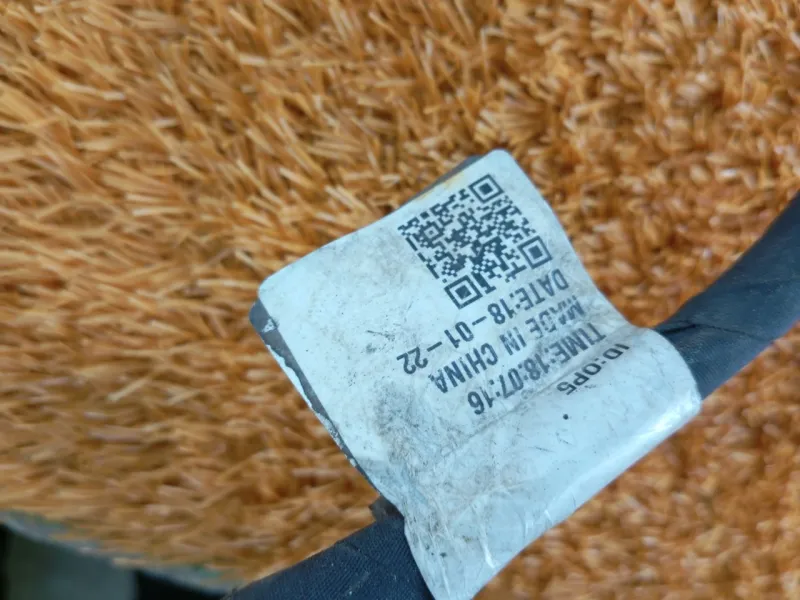 ID:OP5
TIME:18:07:16
MADE IN CHINA
DATE:18-01-22